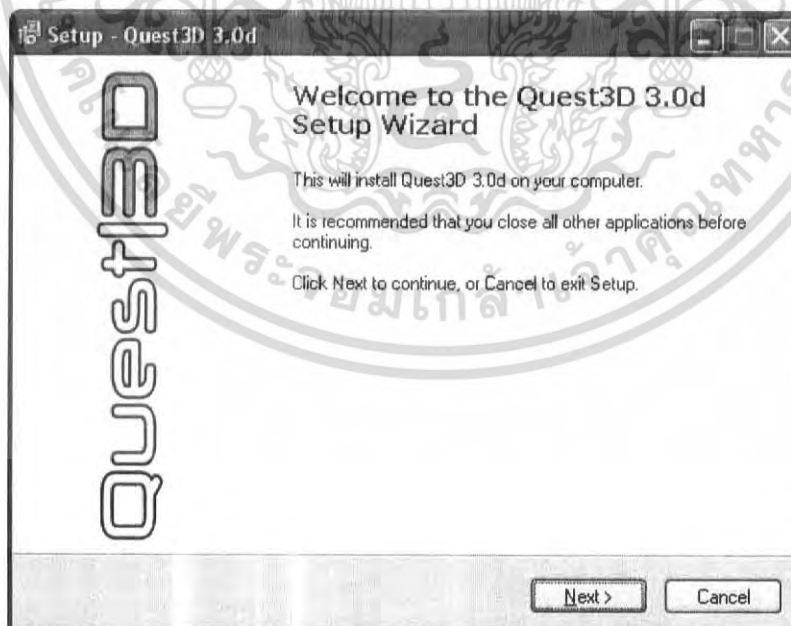 Setup - Quest3D 3.0d
Quest3D
Welcome to the Quest3D 3.0d
Setup Wizard
This will install Quest3D 3.0d on your computer.
It is recommended that you close all other applications before
continuing.
Click Next to continue, or Cancel to exit Setup.
Next >
Cancel